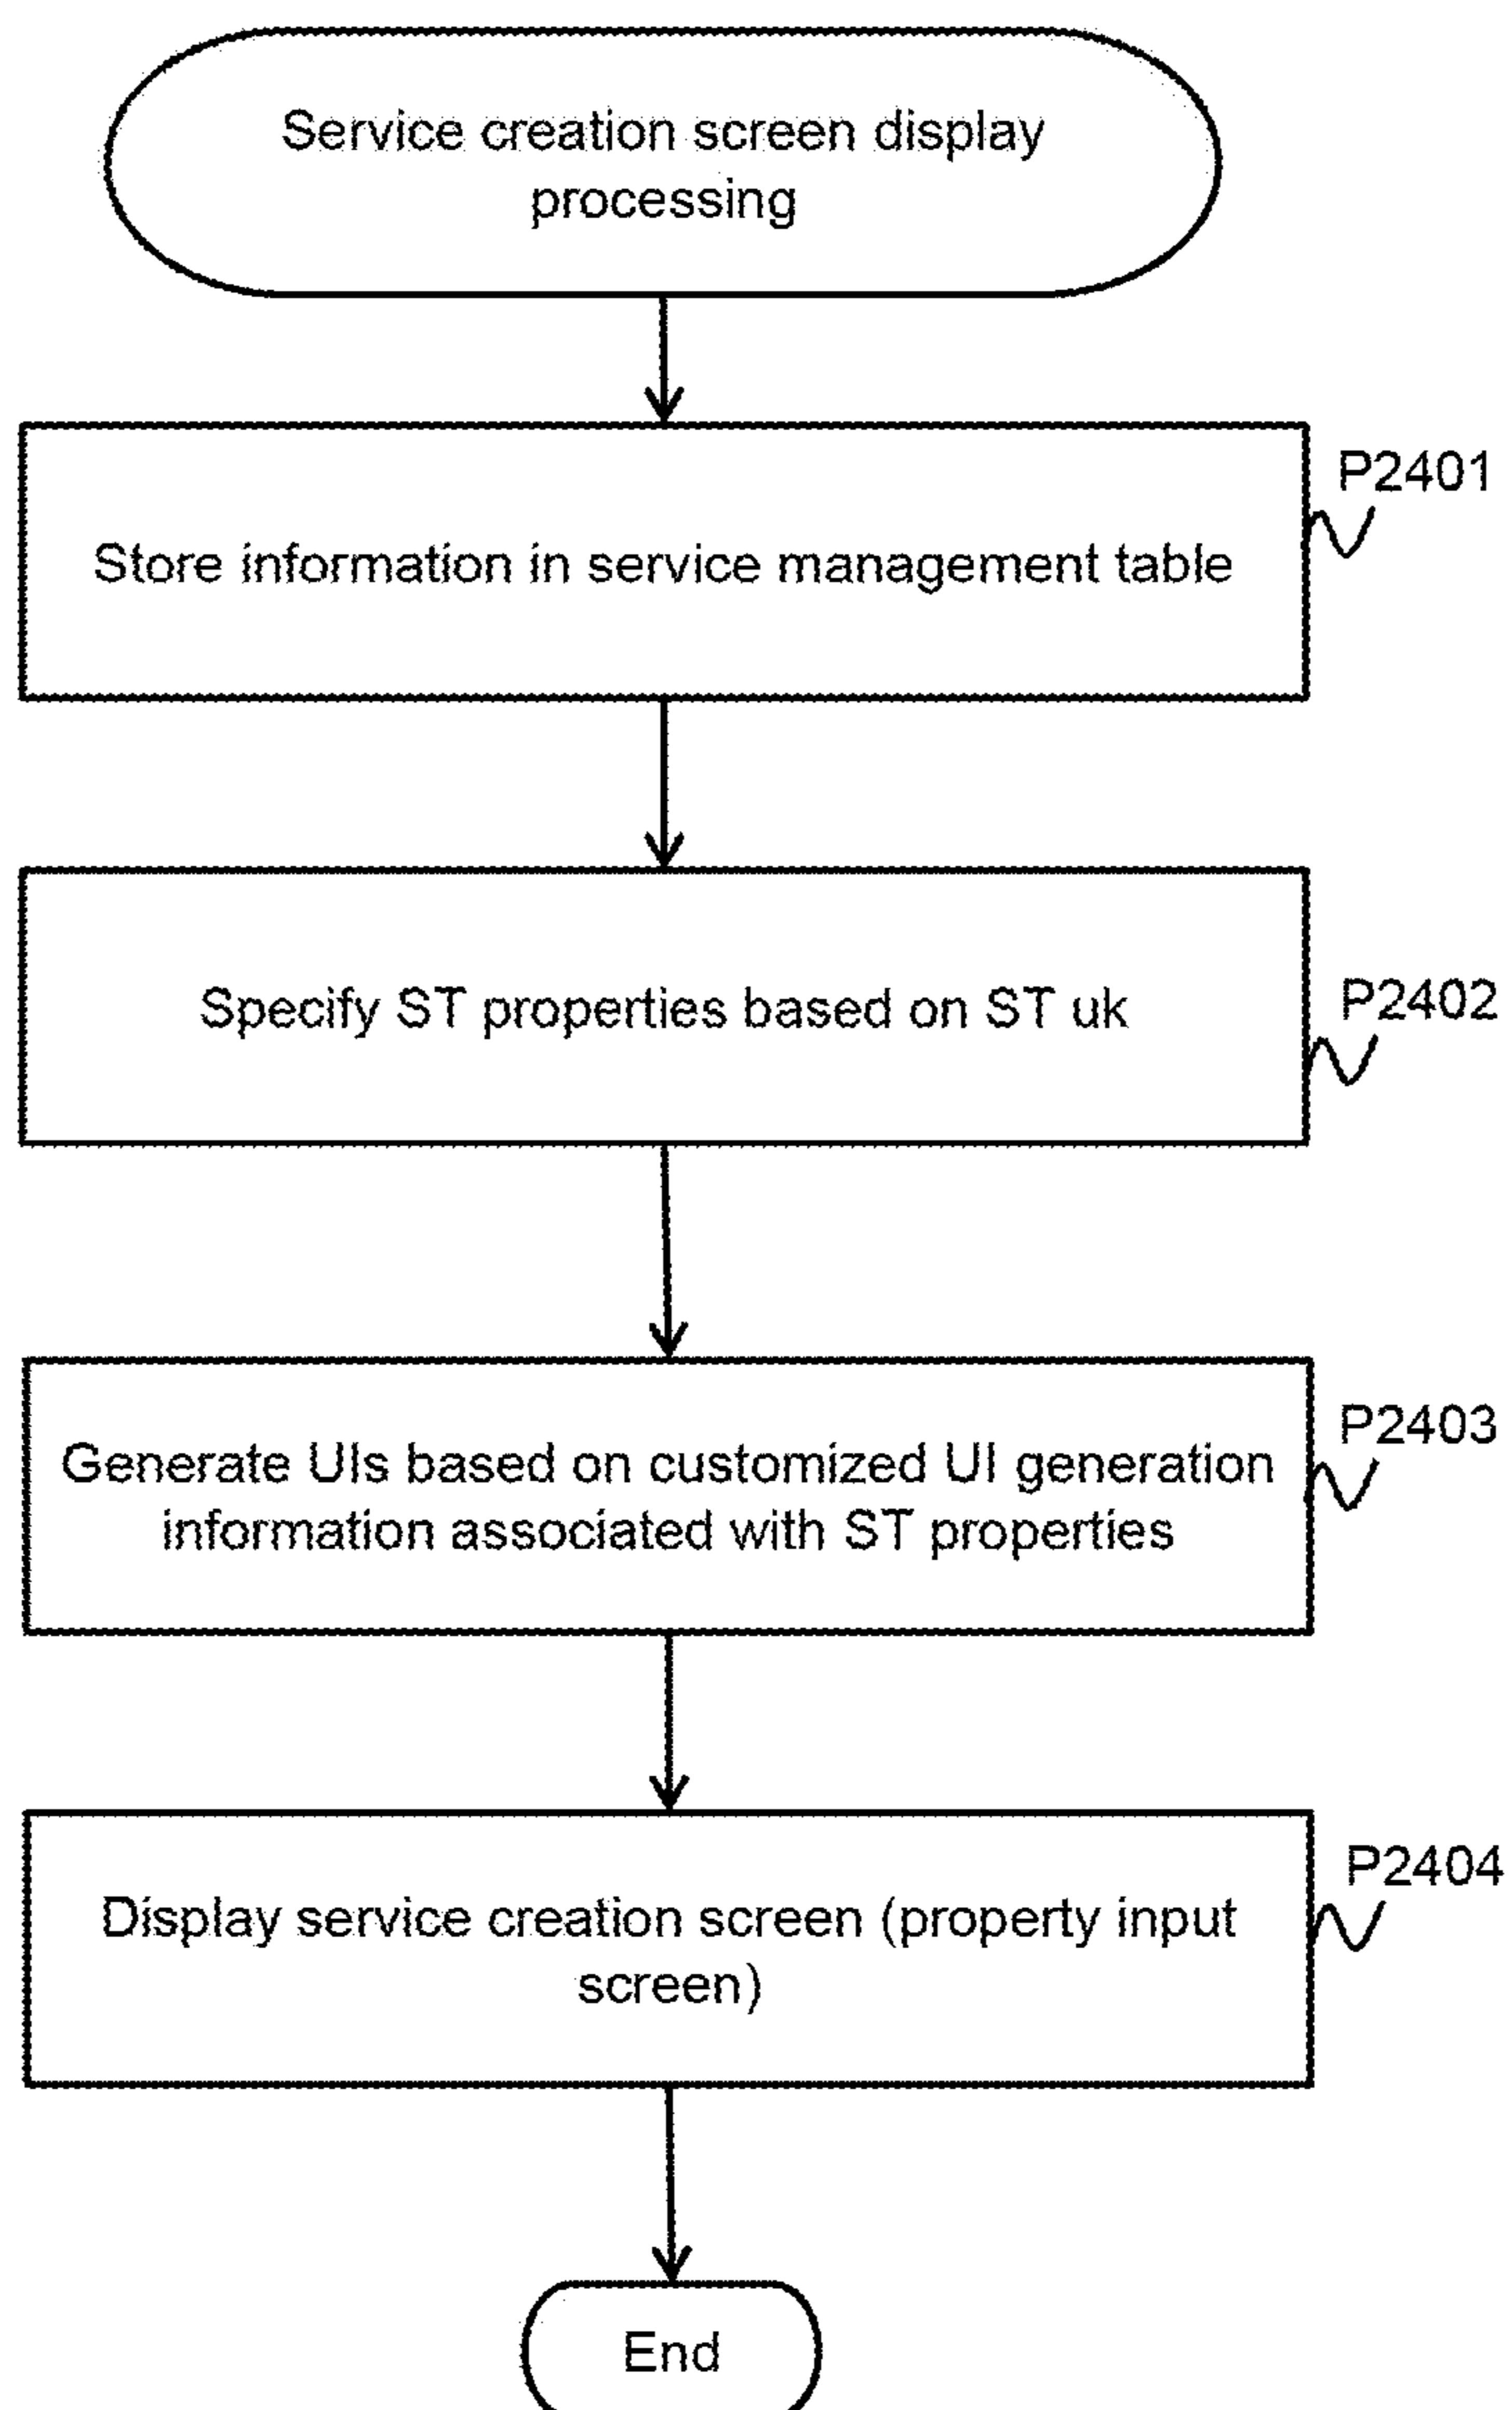 Service creation screen display
processing
P2401
Store information in service management table
P2402
Specify ST properties based on ST uk
P2403
Generate UIs based on customized UI generation
information associated with ST properties
P2404
Display service creation screen (property input
screen)
End